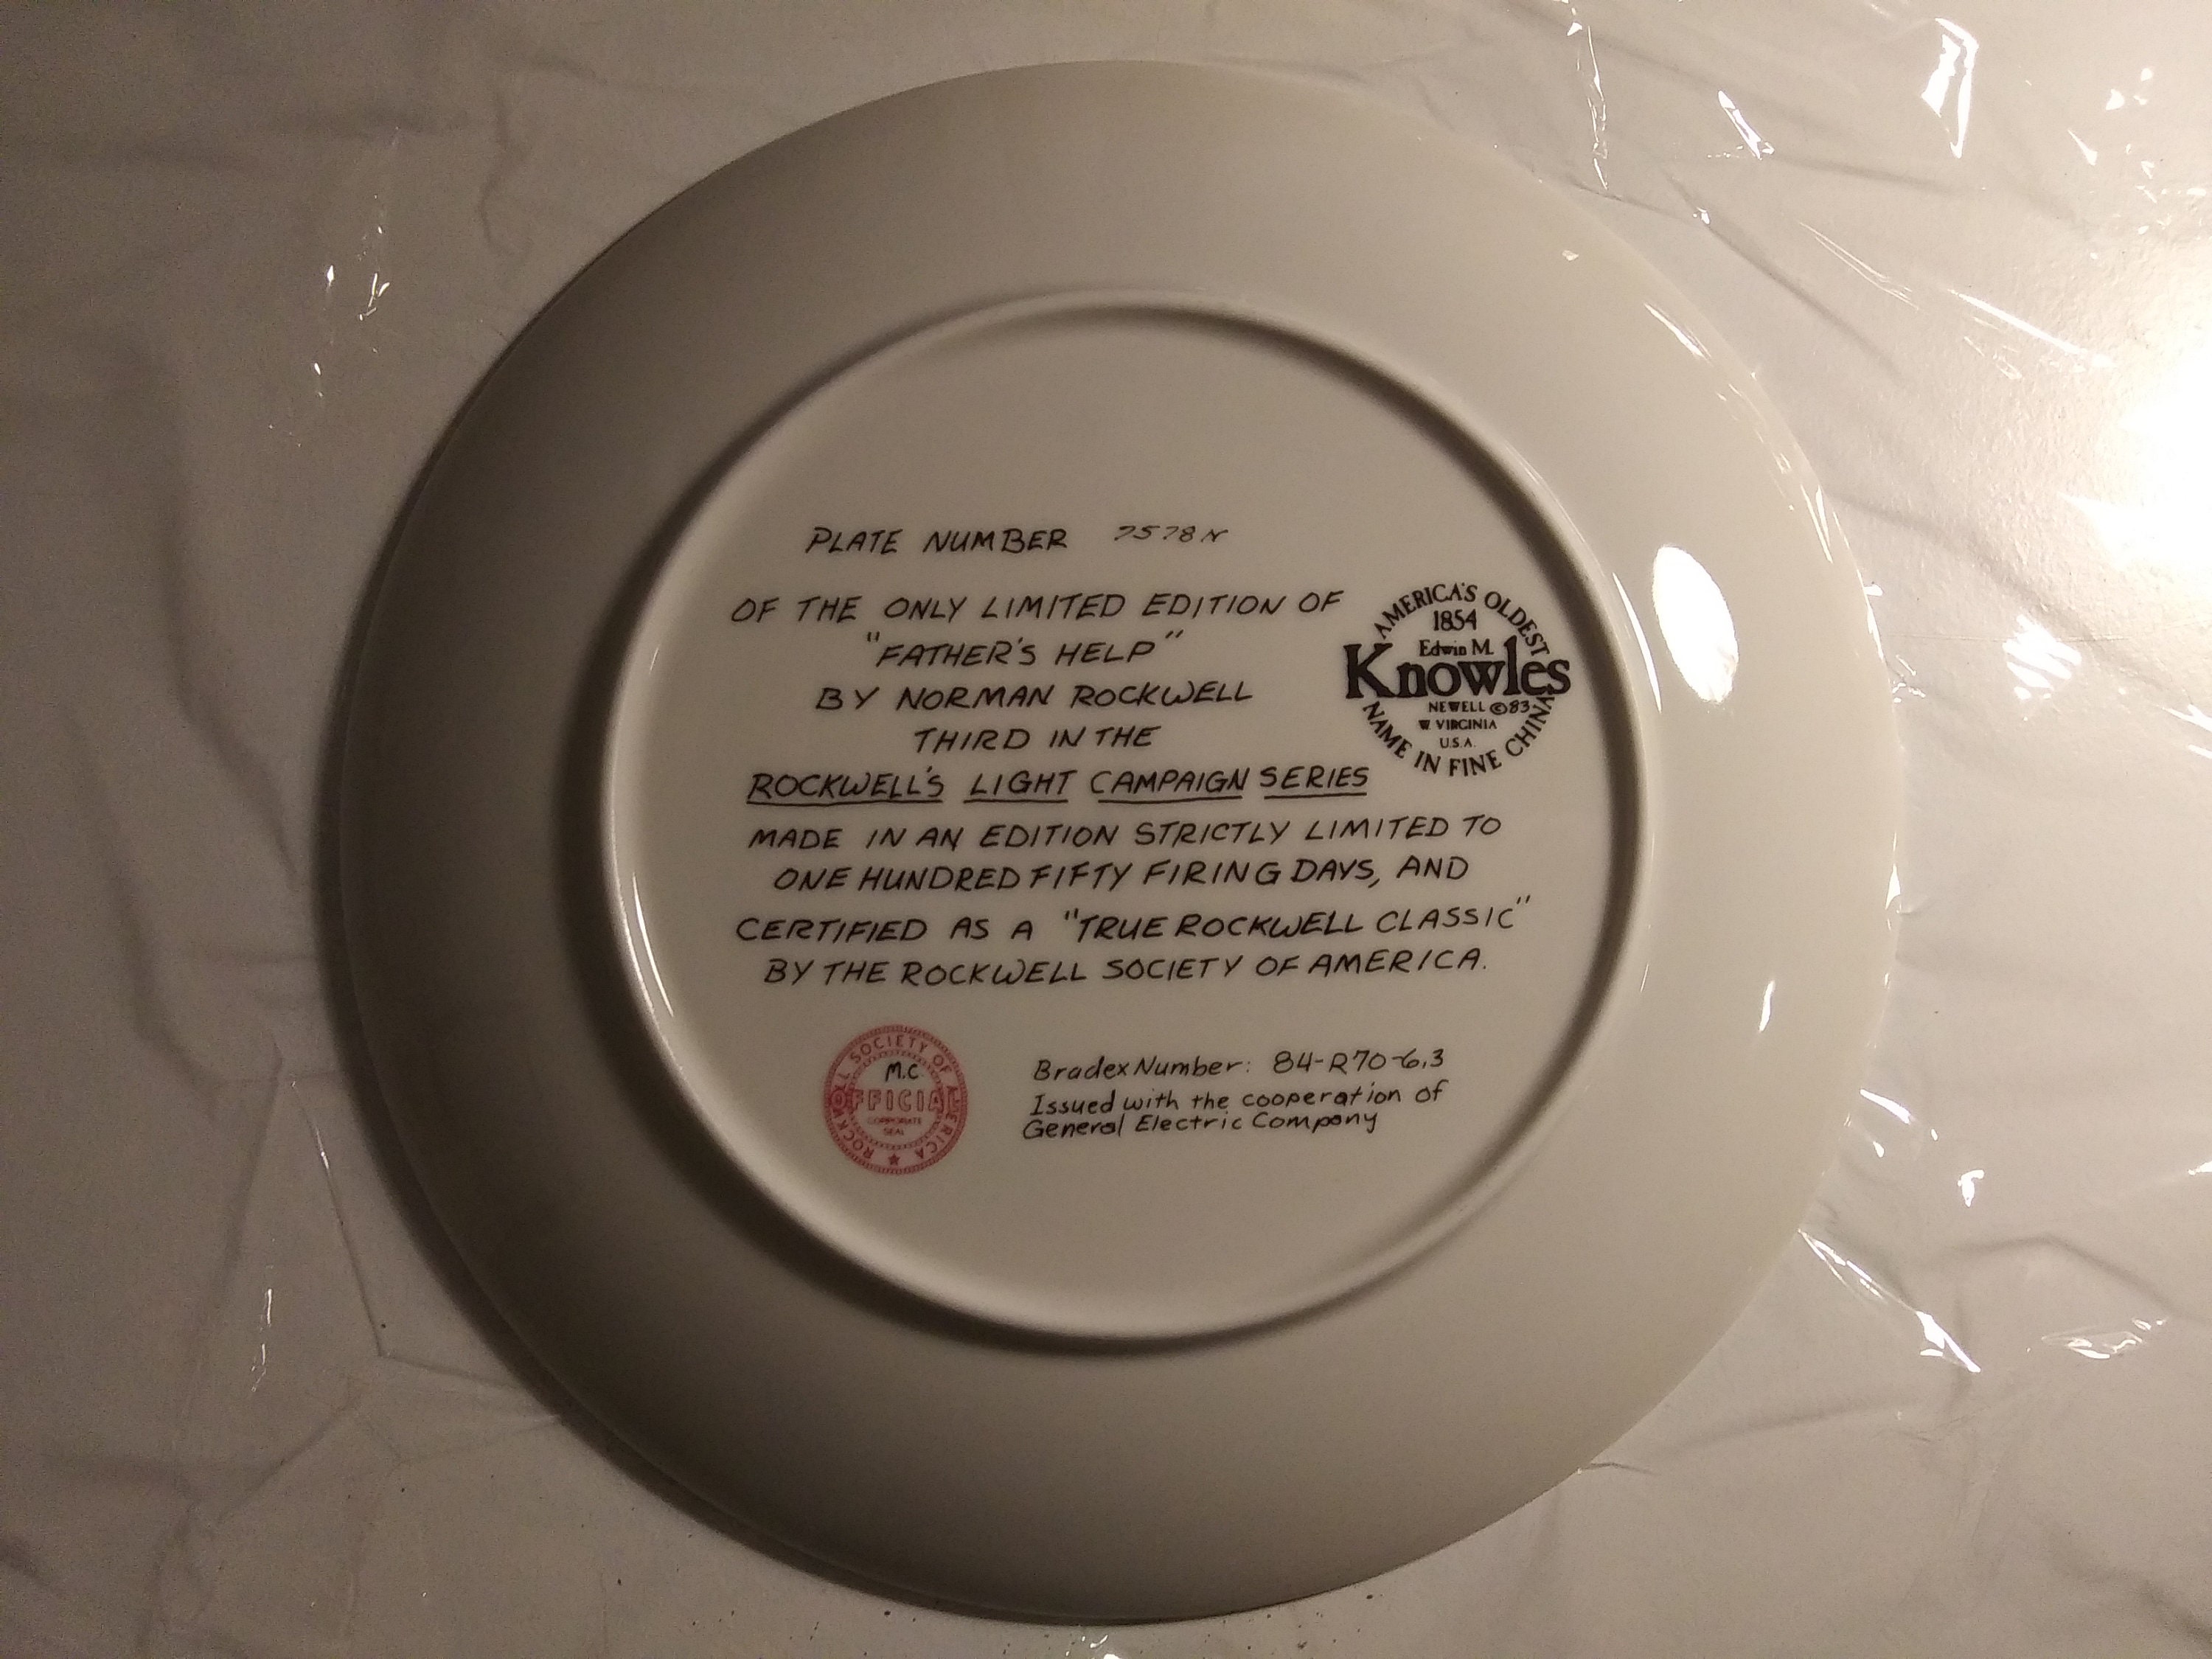 PLATE NUMBER 7578N
OF THE ONLY LIMITED EDITION OF
"FATHER'S HELP"
BY NORMAN ROCKWELL
THIRD IN THE
ROCKWELL'S LIGHT CAMPAIGN SERIES
MADE IN AN EDITION STRICTLY LIMITED TO
ONE HUNDRED FIFTY FIRING DAYS, AND
CERTIFIED AS A "TRUE ROCKWELL CLASSIC"
BY THE ROCKWELL SOCIETY OF AMERICA.
AMERICA'S OLDEST
1854
Edwin M.
Knowles
NEWELL ©83
W. VIRGINIA
U.S.A.
NAME IN FINE CHINA
ROCKWELL SOCIETY OF AMERICA
M.C
OFFICIAL
CORPORATE
SEAL
Bradex Number: 84-R70-6.3
Issued with the cooperation of
General Electric Company